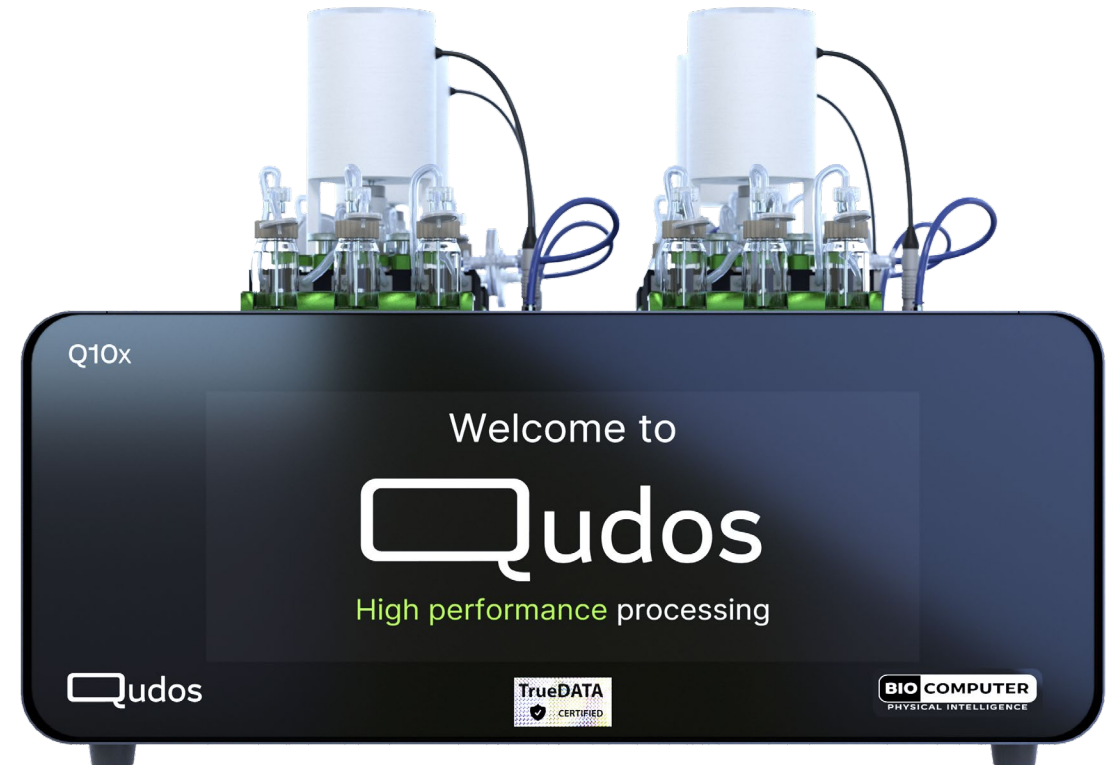 Q10x
Welcome to
Qudos
High performance processing
Qudos
TrueDATA
CERTIFIED
BIO COMPUTER
PHYSICAL INTELLIGENCE